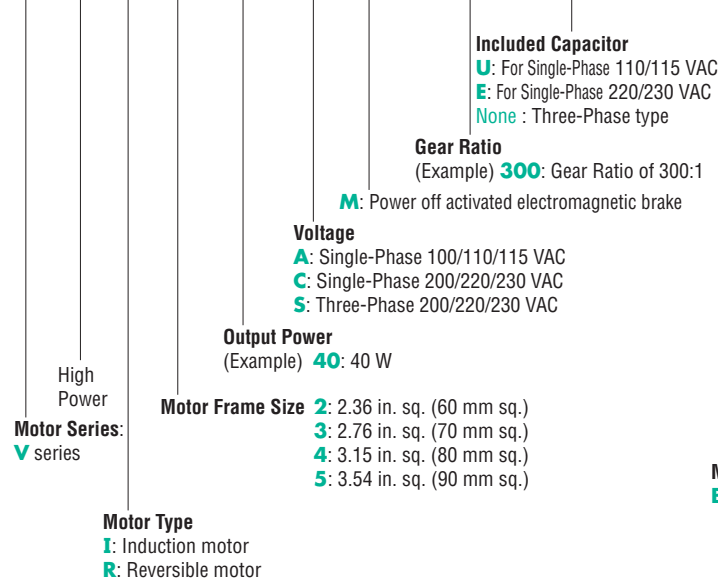 Included Capacitor
U: For Single-Phase 110/115 VAC
E: For Single-Phase 220/230 VAC
None : Three-Phase type
Gear Ratio
(Example) 300: Gear Ratio of 300:1
M: Power off activated electromagnetic brake
Voltage
A: Single-Phase 100/110/115 VAC
C: Single-Phase 200/220/230 VAC
S: Three-Phase 200/220/230 VAC
Output Power
(Example) 40: 40 W
High
Power
Motor Frame Size 2: 2.36 in. sq. (60 mm sq.)
3: 2.76 in. sq. (70 mm sq.)
4: 3.15 in. sq. (80 mm sq.)
5: 3.54 in. sq. (90 mm sq.)
Motor Series:
V series
Motor Type
I: Induction motor
R: Reversible motor